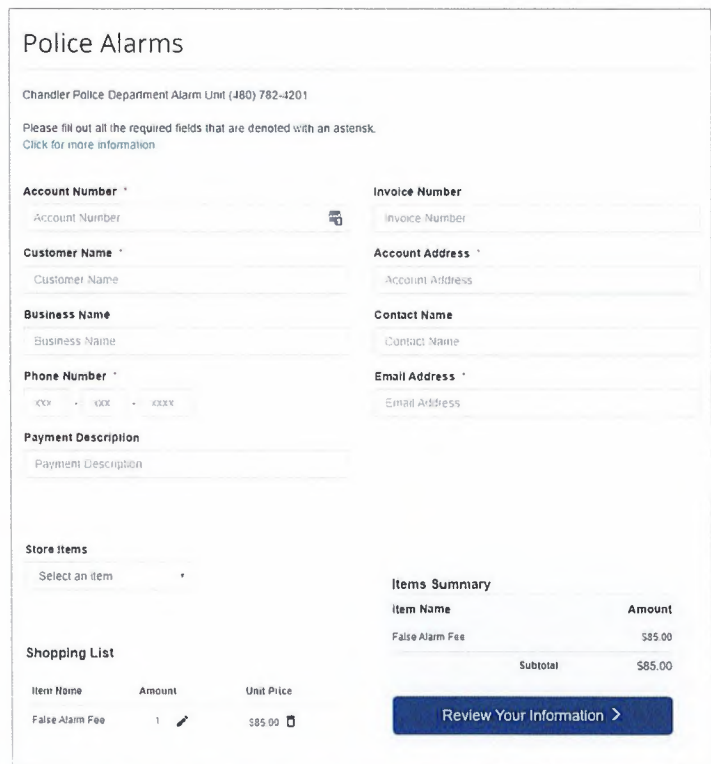 Police Alarms
Chandler Police Department Alarm Unit (480) 782-4201
Please fill out all the required fields that are denoted with an asterisk.
Click for more information
Account Number *
Invoice Number
Account Number
Invoice Number
Customer Name *
Account Address *
Customer Name
Account Address
Business Name
Contact Name
Business Name
Contact Name
Phone Number *
Email Address *
xxx - xxx - xxxx
Email Address
Payment Description
Payment Description
Store Items
Select an item
Items Summary
Item Name Amount
False Alarm Fee $85.00
Subtotal $85.00
Shopping List
Item Name Amount Unit Price
False Alarm Fee 1 $85.00
Review Your Information >